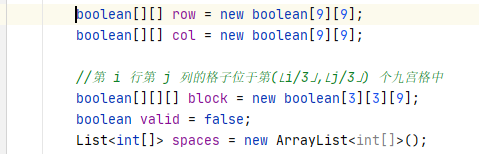 boolean[][] row = new boolean[9][9];
boolean[][] col = new boolean[9][9];
//第 i 行第 j 列的格子位于第(⌊i/3⌋,⌊j/3⌋) 个九宫格中
boolean[][][] block = new boolean[3][3][9];
boolean valid = false;
List<int[]> spaces = new ArrayList<int[]>();